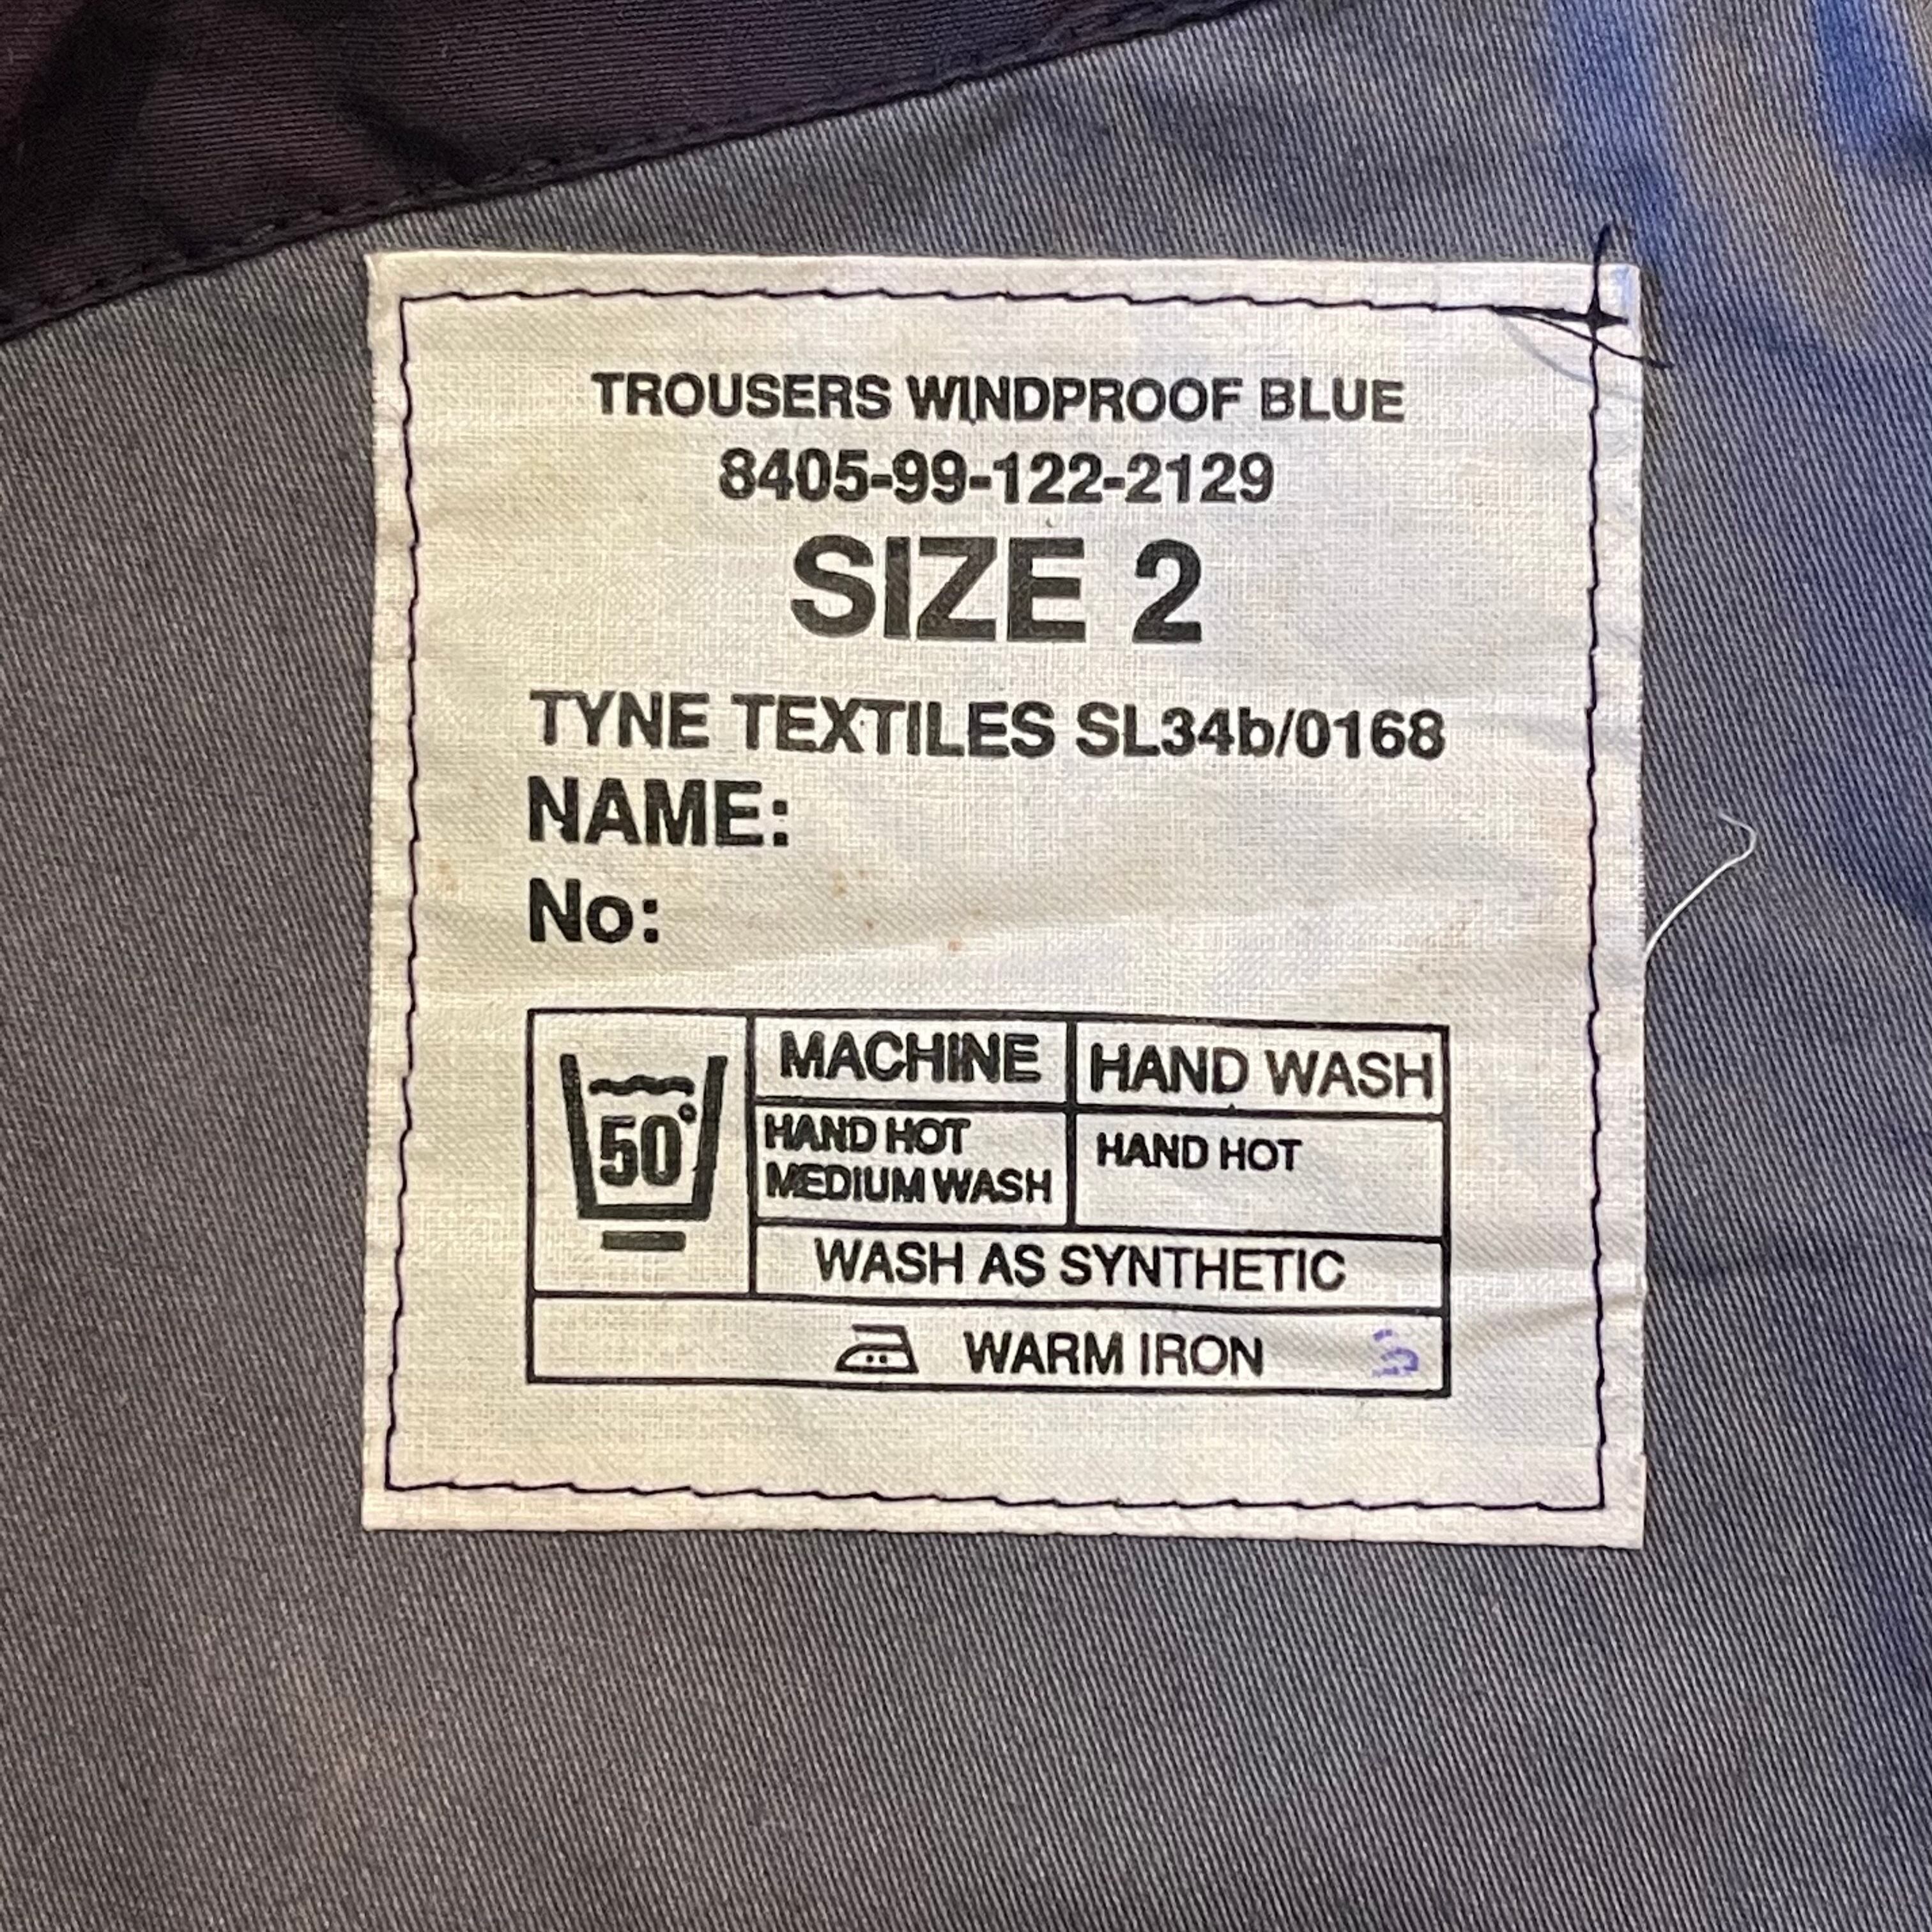 TROUSERS WINDPROOF BLUE
8405-99-122-2129
SIZE 2
TYNE TEXTILES SL34b/0168
NAME:
No:
50°
MACHINE
HAND WASH
HAND HOT
MEDIUM WASH
HAND HOT
WASH AS SYNTHETIC
WARM IRON